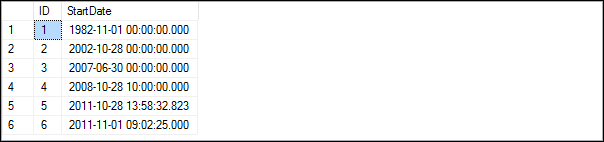 ID StartDate
1 1 1982-11-01 00:00:00.000
2 2 2002-10-28 00:00:00.000
3 3 2007-06-30 00:00:00.000
4 4 2008-10-28 10:00:00.000
5 5 2011-10-28 13:58:32.823
6 6 2011-11-01 09:02:25.000